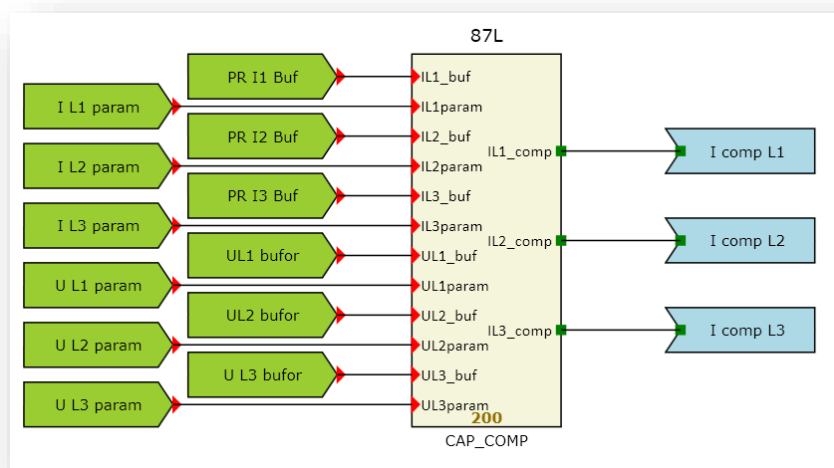 87L
PR I1 Buf
IL1_buf
I L1 param
IL1param
PR I2 Buf
IL2_buf
IL1_comp
I comp L1
I L2 param
IL2param
PR I3 Buf
IL3_buf
I L3 param
IL3param
IL2_comp
I comp L2
UL1 bufor
UL1_buf
U L1 param
UL1param
UL2 bufor
UL2_buf
IL3_comp
I comp L3
U L2 param
UL2param
U L3 bufor
UL3_buf
U L3 param
UL3param
200
CAP_COMP